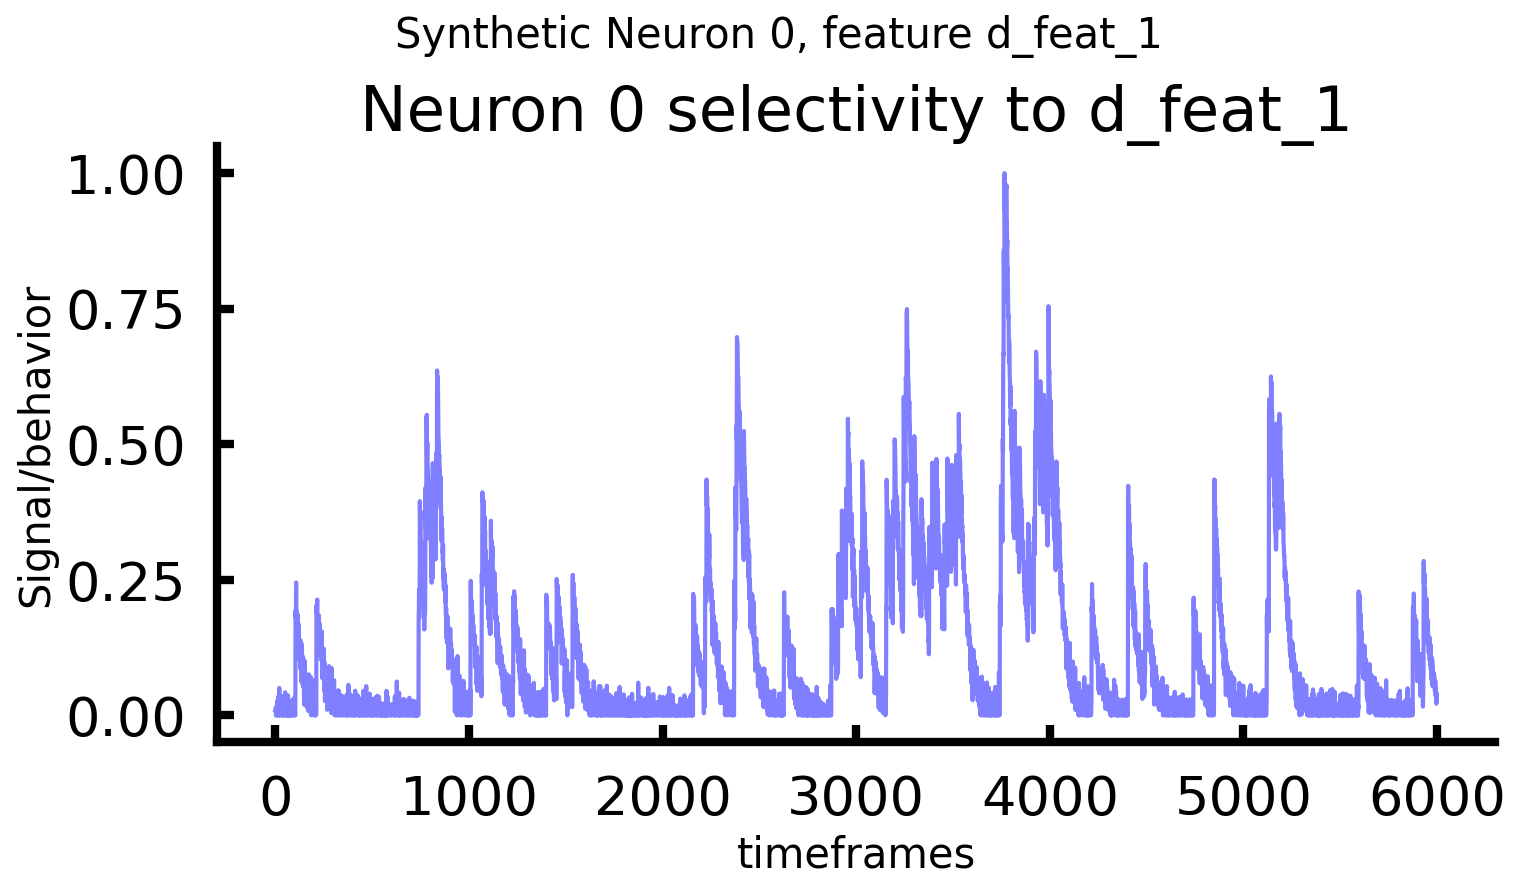 Synthetic Neuron 0, feature d_feat_1
Neuron 0 selectivity to d_feat_1
Signal/behavior
1.00
0.75
0.50
0.25
0.00
0 1000 2000 3000 4000 5000 6000
timeframes